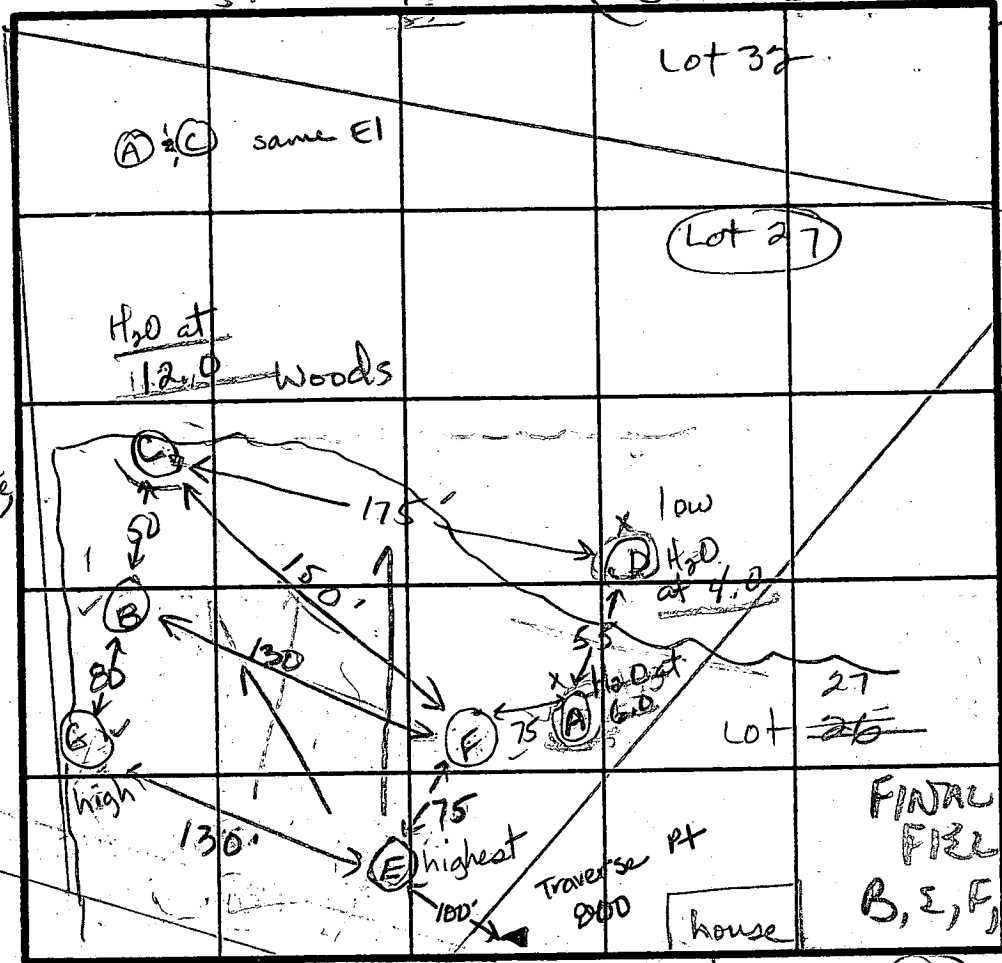 Lot 32
A & C same El
Lot 27
H2O at
12.0
Woods
C
175'
low
50
D
H2O
at 4.0
150'
B
55
130
80
H2O at
6.0
27
G
F
75
A
Lot 26
high
75
130'
FINAL
E
highest
Traverse Pt
800
100'
house
B, E, F,